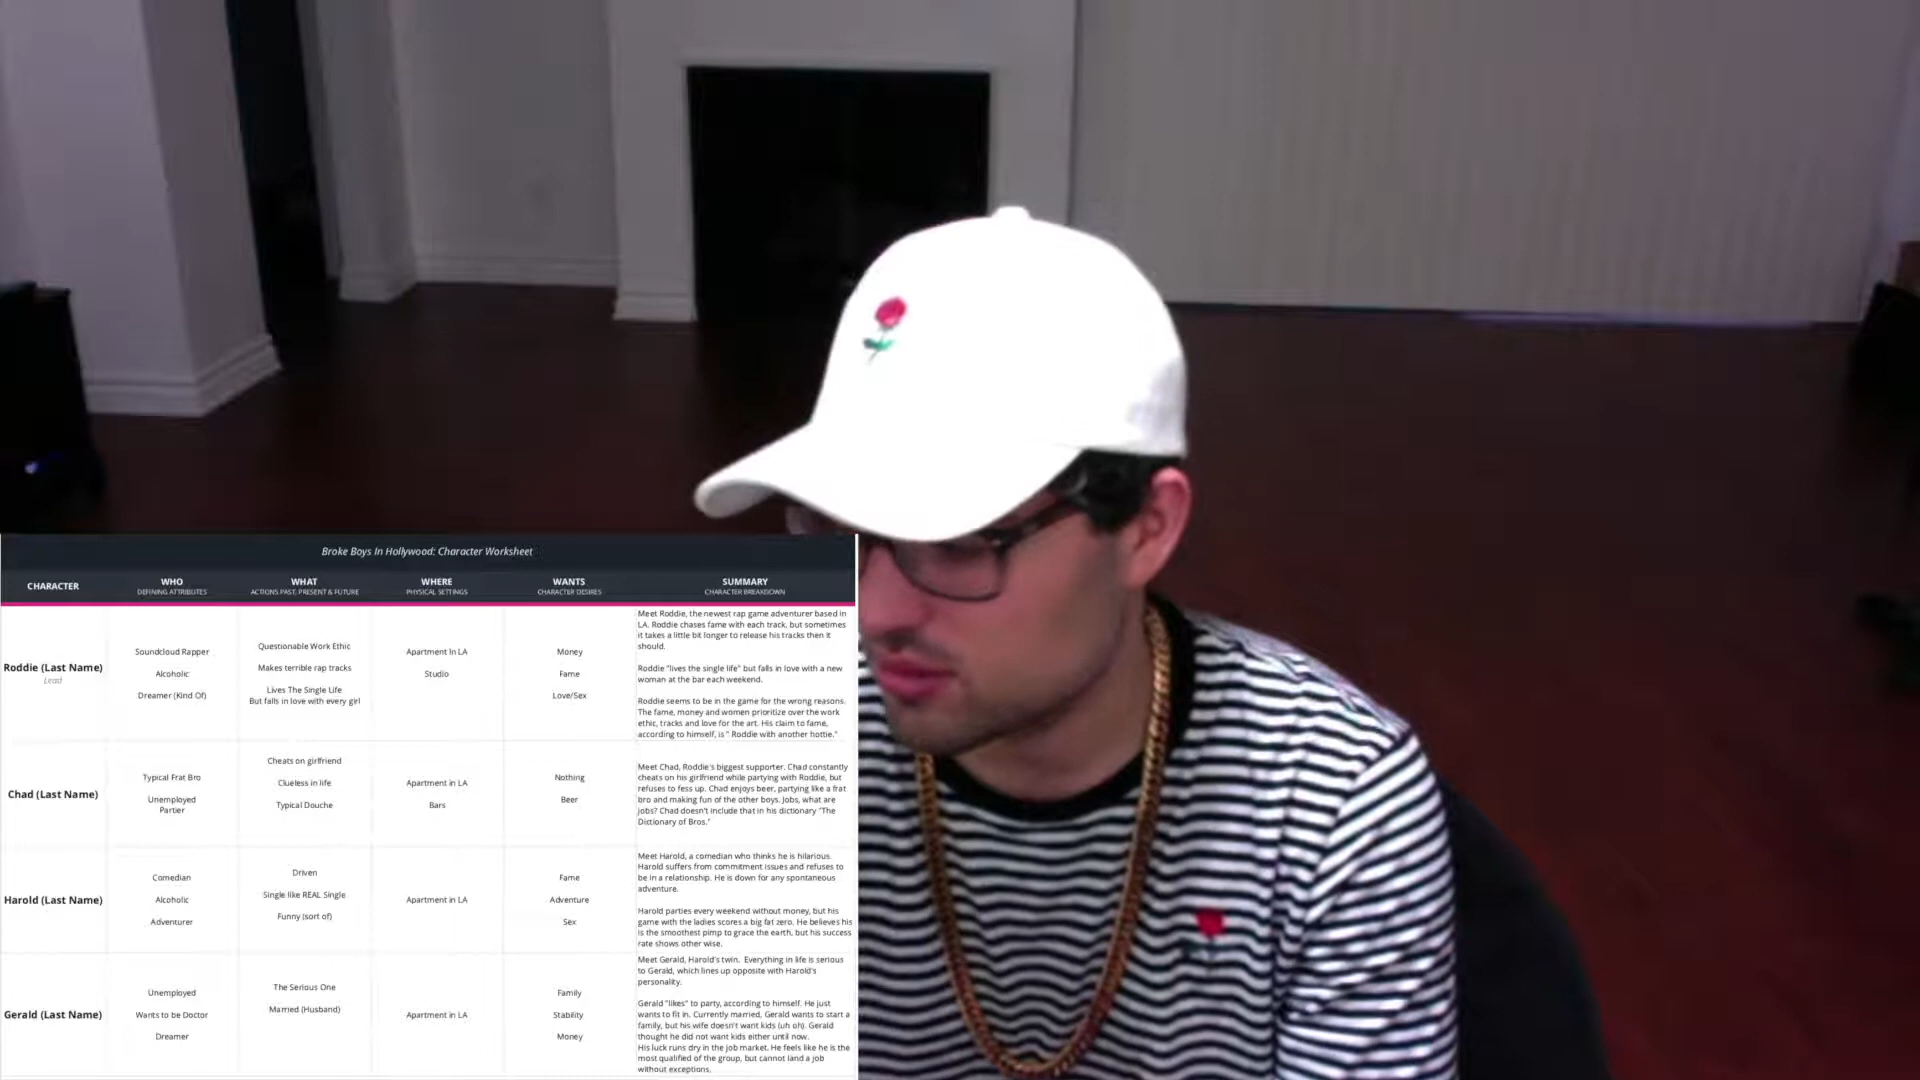 Broke Boys In Hollywood: Character Worksheet
CHARACTER
WHO
DEFINING ATTRIBUTES
WHAT
ACTIONS PAST, PRESENT & FUTURE
WHERE
PHYSICAL SETTINGS
WANTS
CHARACTER DESIRES
SUMMARY
CHARACTER BREAKDOWN
Roddie (Last Name)
Lead
Soundcloud Rapper
Alcoholic
Dreamer (Kind Of)
Questionable Work Ethic
Makes terrible rap tracks
Lives The Single Life
But falls in love with every girl
Apartment In LA
Studio
Money
Fame
Love/Sex
Meet Roddie, the newest rap game adventurer based in
LA. Roddie chases fame with each track, but sometimes
it takes a little bit longer to release his tracks then it
should.
Roddie "lives the single life" but falls in love with a new
woman at the bar each weekend.
Roddie seems to be in the game for the wrong reasons.
The fame, money and women prioritize over the work
ethic, tracks and love for the art. His claim to fame,
according to himself, is " Roddie with another hottie."
Chad (Last Name)
Typical Frat Bro
Unemployed
Partier
Cheats on girlfriend
Clueless in life
Typical Douche
Apartment in LA
Bars
Nothing
Beer
Meet Chad, Roddie's biggest supporter. Chad constantly
cheats on his girlfriend while partying with Roddie, but
refuses to fess up. Chad enjoys beer, partying like a frat
bro and making fun of the other boys. Jobs, what are
jobs? Chad doesn't include that in his dictionary "The
Dictionary of Bros."
Harold (Last Name)
Comedian
Alcoholic
Adventurer
Driven
Single like REAL Single
Funny (sort of)
Apartment in LA
Fame
Adventure
Sex
Meet Harold, a comedian who thinks he is hilarious.
Harold suffers from commitment issues and refuses to
be in a relationship. He is down for any spontaneous
adventure.
Harold parties every weekend without money, but his
game with the ladies scores a big fat zero. He believes his
is the smoothest pimp to grace the earth, but his success
rate shows other wise.
Gerald (Last Name)
Unemployed
Wants to be Doctor
Dreamer
The Serious One
Married (Husband)
Apartment in LA
Family
Stability
Money
Meet Gerald, Harold's twin. Everything in life is serious
to Gerald, which lines up opposite with Harold's
personality.
Gerald "likes" to party, according to himself. He just
wants to fit in. Currently married, Gerald wants to start a
family, but his wife doesn't want kids (uh oh). Gerald
thought he did not want kids either until now.
His luck runs dry in the job market. He feels like he is the
most qualified of the group, but cannot land a job
without exceptions.